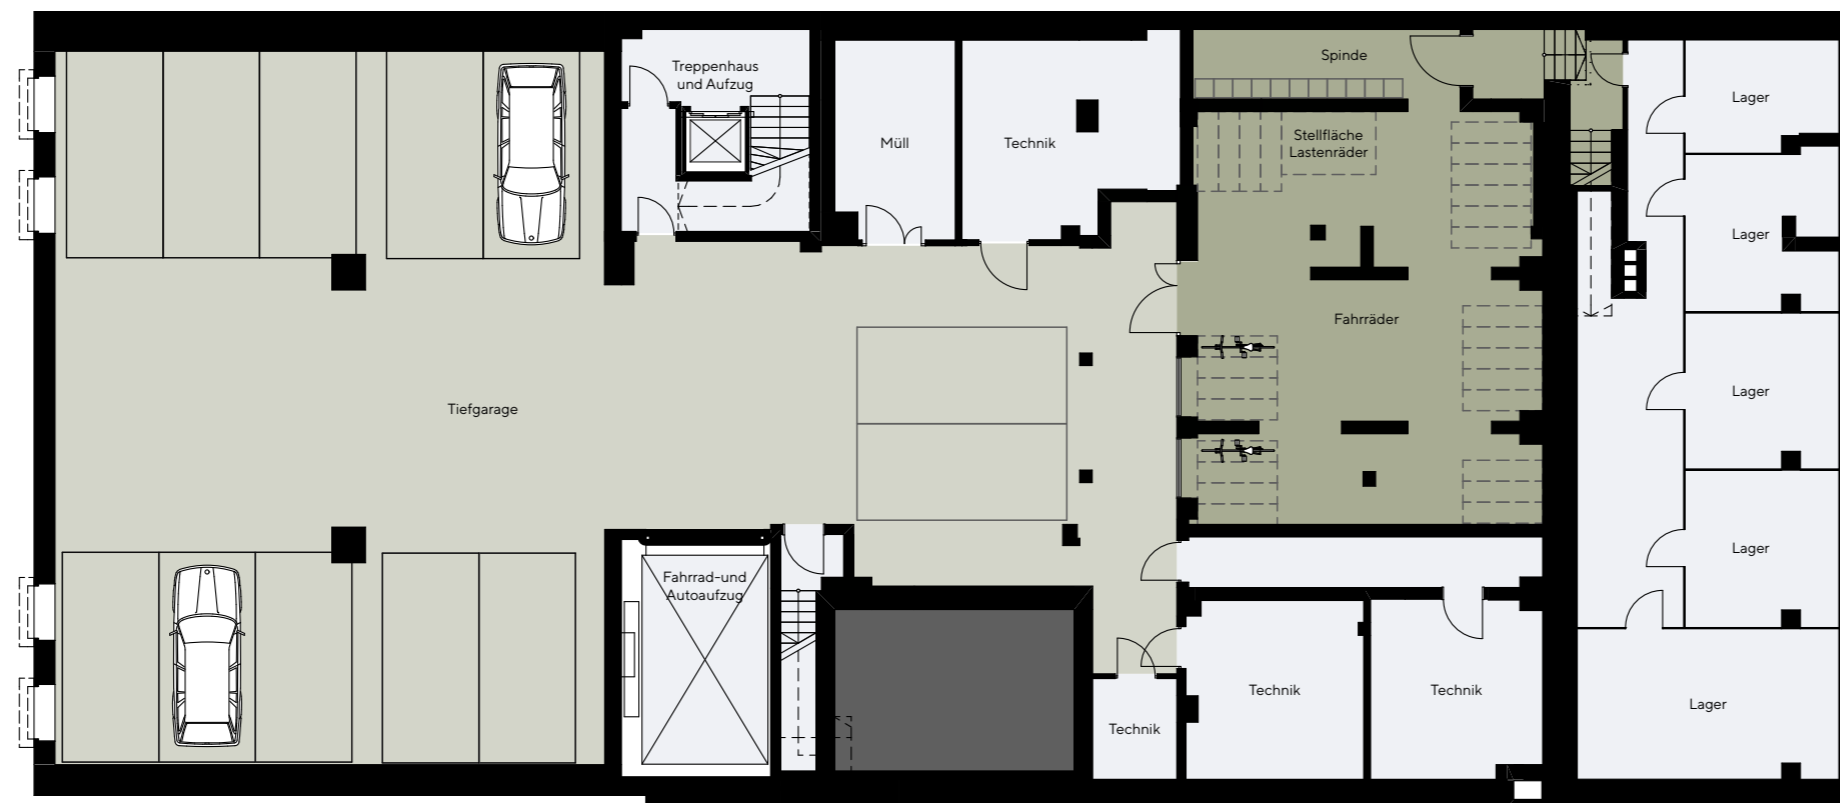 Spinde
Treppenhaus
und Aufzug
Lager
Müll
Technik
Stellfläche
Lastenräder
Lager
Fahrräder
Lager
Tiefgarage
Lager
Fahrrad-und
Autoaufzug
Technik
Technik
Lager
Technik